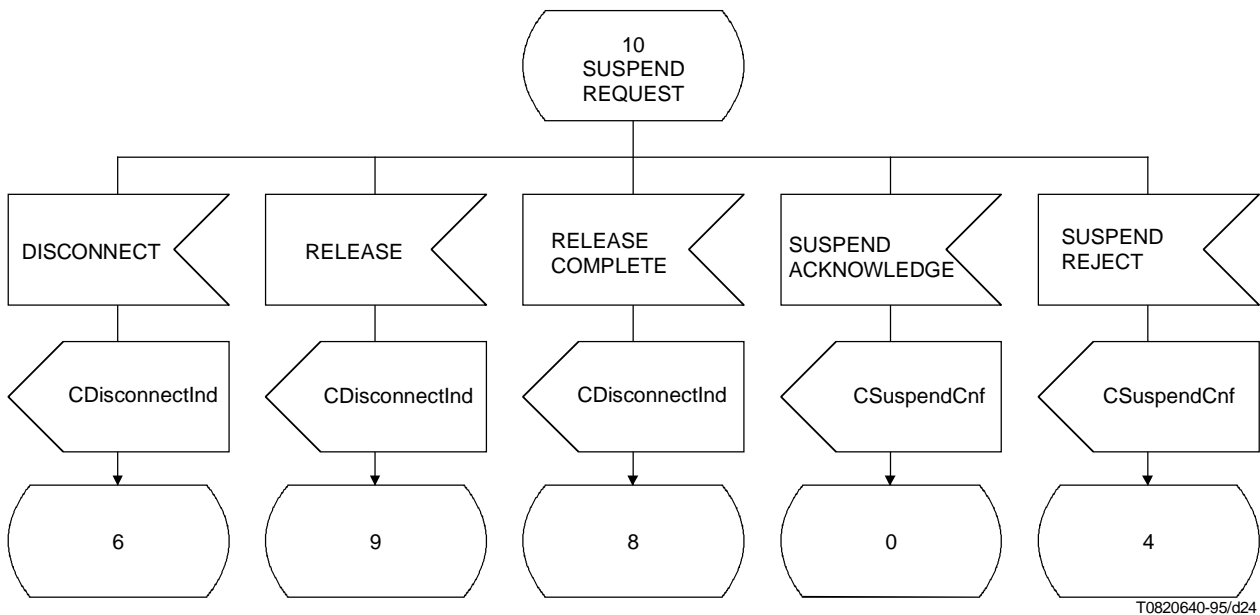 10
SUSPEND
REQUEST
DISCONNECT
RELEASE
RELEASE
COMPLETE
SUSPEND
ACKNOWLEDGE
SUSPEND
REJECT
CDisconnectInd
CDisconnectInd
CDisconnectInd
CSuspendCnf
CSuspendCnf
6
9
8
0
4
T0820640-95/d24